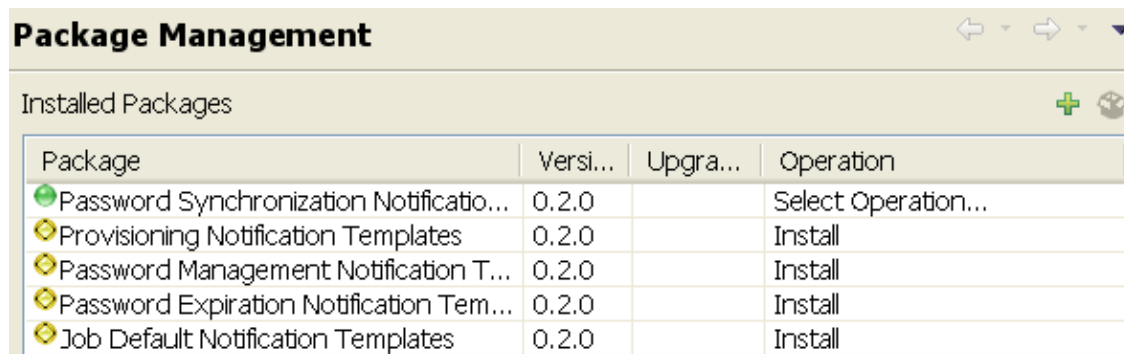 Package Management
Installed Packages
Package Versi... Upgra... Operation
Password Synchronization Notificatio... 0.2.0 Select Operation...
Provisioning Notification Templates 0.2.0 Install
Password Management Notification T... 0.2.0 Install
Password Expiration Notification Tem... 0.2.0 Install
Job Default Notification Templates 0.2.0 Install